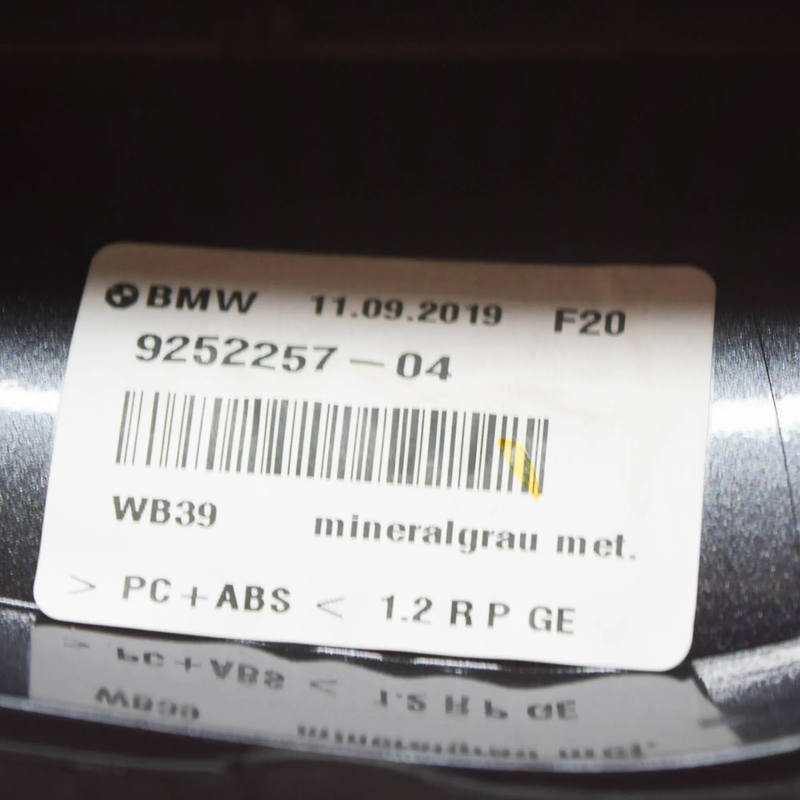 BMW 11.09.2019 F20
9252257-04
WB39 mineralgrau met.
> PC+ABS < 1.2 R P GE